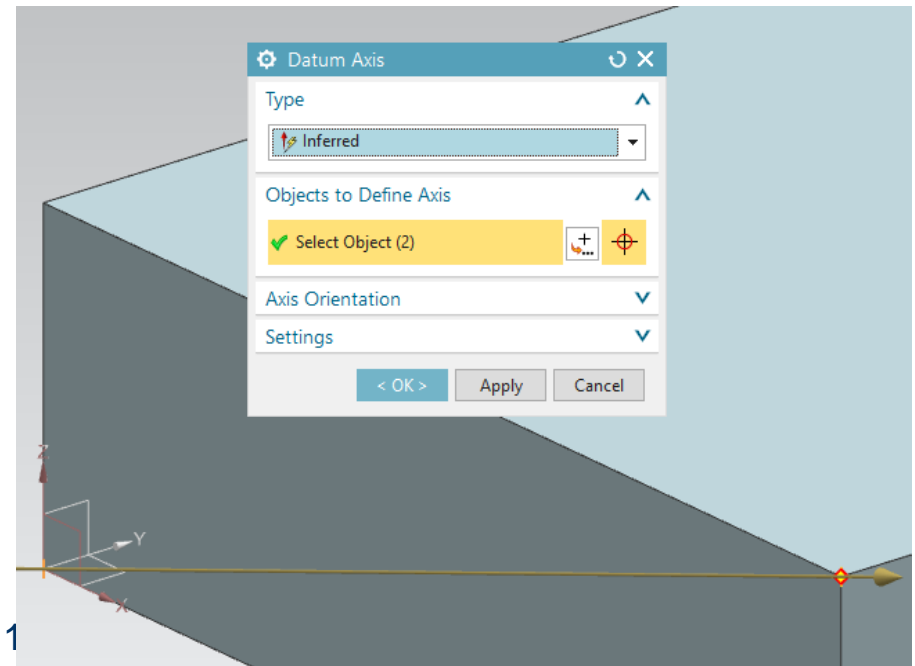 Datum Axis
Type
Inferred
Objects to Define Axis
Select Object (2)
Axis Orientation
Settings
< OK > Apply Cancel
Z
Y
X
1